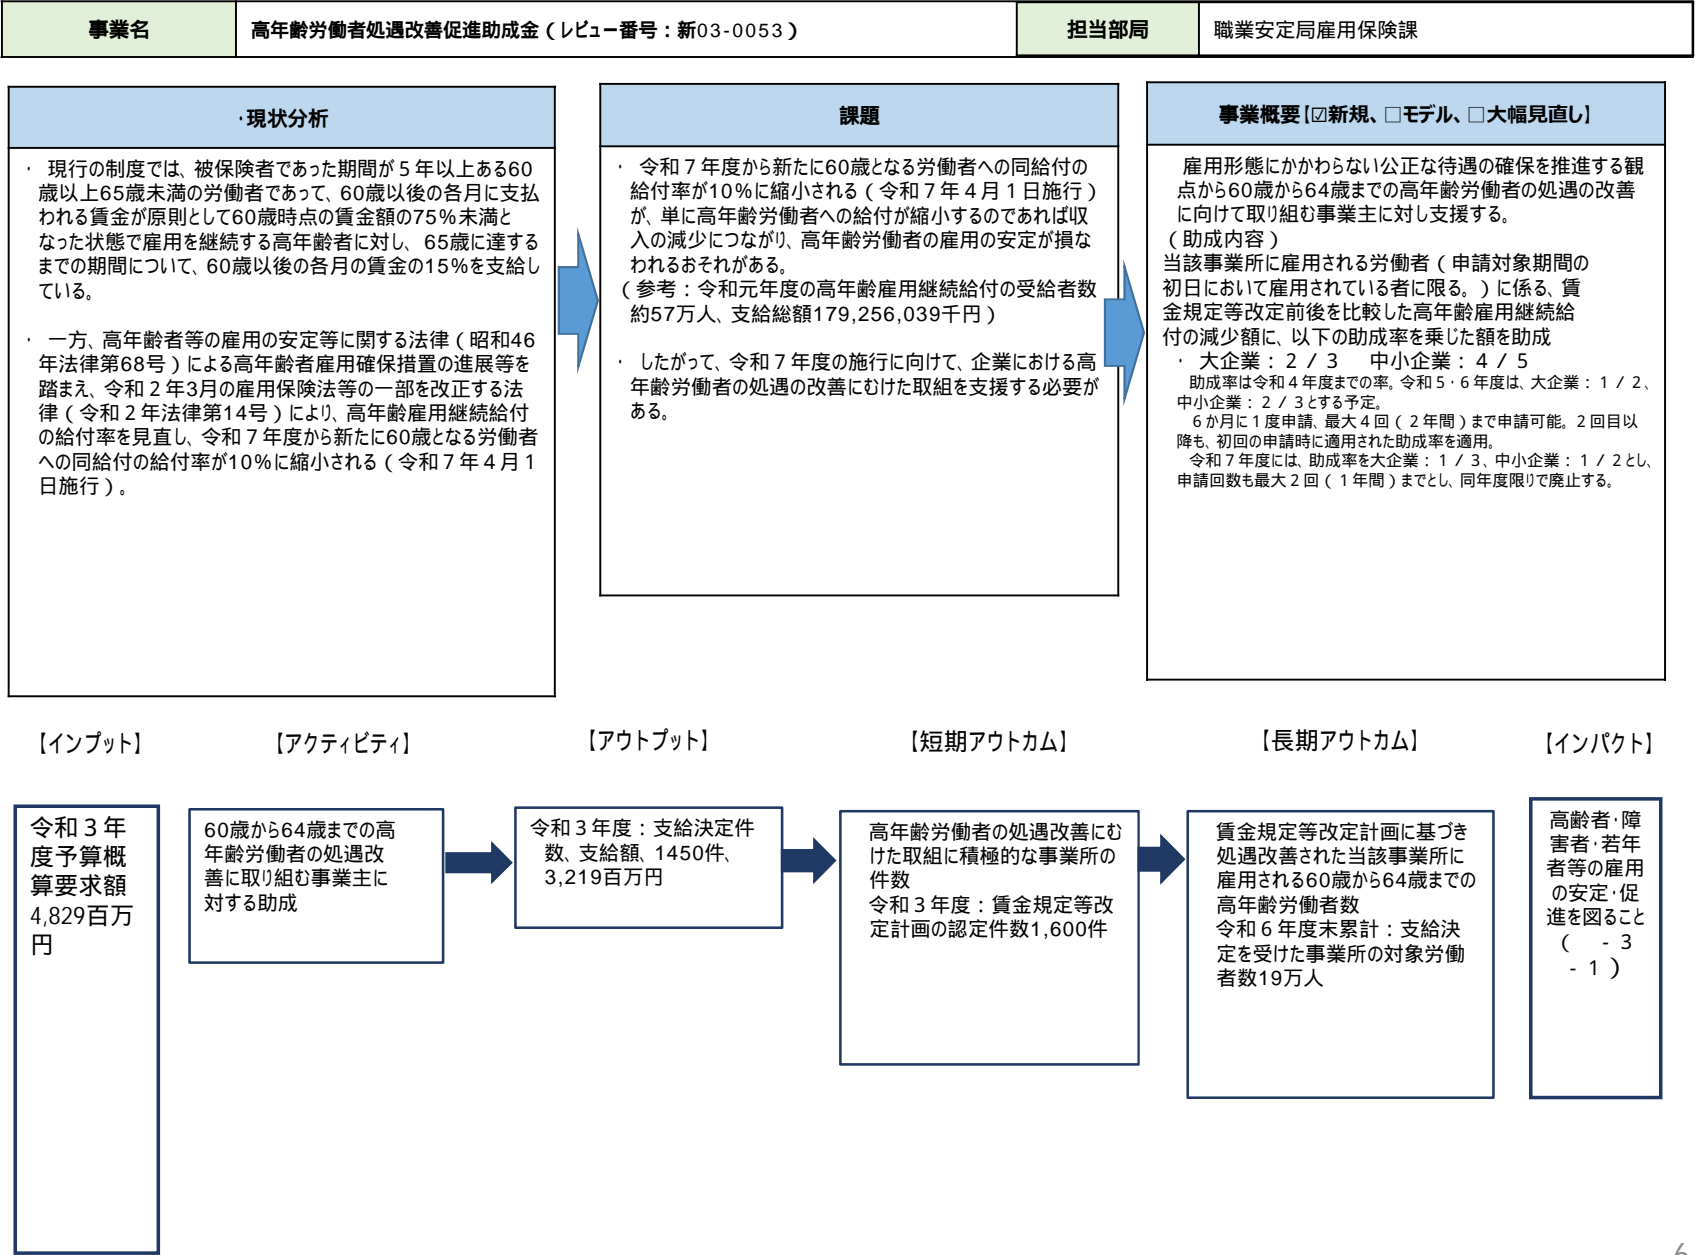 事業名
高年齢労働者処遇改善促進助成金（レビュー番号：新03-0053）
担当部局
職業安定局雇用保険課
･現状分析
･ 現行の制度では、被保険者であった期間が５年以上ある60
歳以上65歳未満の労働者であって、60歳以後の各月に支払
われる賃金が原則として60歳時点の賃金額の75％未満と
なった状態で雇用を継続する高年齢者に対し、65歳に達する
までの期間について、60歳以後の各月の賃金の15％を支給し
ている。
･ 一方、高年齢者等の雇用の安定等に関する法律（昭和46
年法律第68号）による高年齢者雇用確保措置の進展等を
踏まえ、令和２年3月の雇用保険法等の一部を改正する法
律（令和２年法律第14号）により、高年齢雇用継続給付
の給付率を見直し、令和７年度から新たに60歳となる労働者
への同給付の給付率が10％に縮小される（令和７年４月１
日施行）。
課題
･ 令和７年度から新たに60歳となる労働者への同給付の
給付率が10％に縮小される（令和７年４月１日施行）
が、単に高年齢労働者への給付が縮小するのであれば収
入の減少につながり、高年齢労働者の雇用の安定が損な
われるおそれがある。
（参考：令和元年度の高年齢雇用継続給付の受給者数
約57万人、支給総額179,256,039千円）
･ したがって、令和７年度の施行に向けて、企業における高
年齢労働者の処遇の改善にむけた取組を支援する必要が
ある。
事業概要【☑新規、□モデル、□大幅見直し】
雇用形態にかかわらない公正な待遇の確保を推進する観
点から60歳から64歳までの高年齢労働者の処遇の改善
に向けて取り組む事業主に対し支援する。
（助成内容）
当該事業所に雇用される労働者（申請対象期間の
初日において雇用されている者に限る。）に係る、賃
金規定等改定前後を比較した高年齢雇用継続給
付の減少額に、以下の助成率を乗じた額を助成
･ 大企業：２/３　中小企業：４/５
助成率は令和４年度までの率。令和５･６年度は、大企業：１/２、
中小企業：２/３とする予定。
６か月に１度申請、最大４回（２年間）まで申請可能。２回目以
降も、初回の申請時に適用された助成率を適用。
令和７年度には、助成率を大企業：１/３、中小企業：１/２とし、
申請回数も最大２回（１年間）までとし、同年度限りで廃止する。
【インプット】
【アクティビティ】
【アウトプット】
【短期アウトカム】
【長期アウトカム】
【インパクト】
令和３年
度予算概
算要求額
4,829百万
円
60歳から64歳までの高
年齢労働者の処遇改
善に取り組む事業主に
対する助成
令和３年度：支給決定件
数、支給額、1450件、
3,219百万円
高年齢労働者の処遇改善にむ
けた取組に積極的な事業所の
件数
令和３年度：賃金規定等改
定計画の認定件数1,600件
賃金規定等改定計画に基づき
処遇改善された当該事業所に
雇用される60歳から64歳までの
高年齢労働者数
令和６年度末累計：支給決
定を受けた事業所の対象労働
者数19万人
高齢者･障
害者･若年
者等の雇用
の安定･促
進を図ること
（　-３
-１）
6